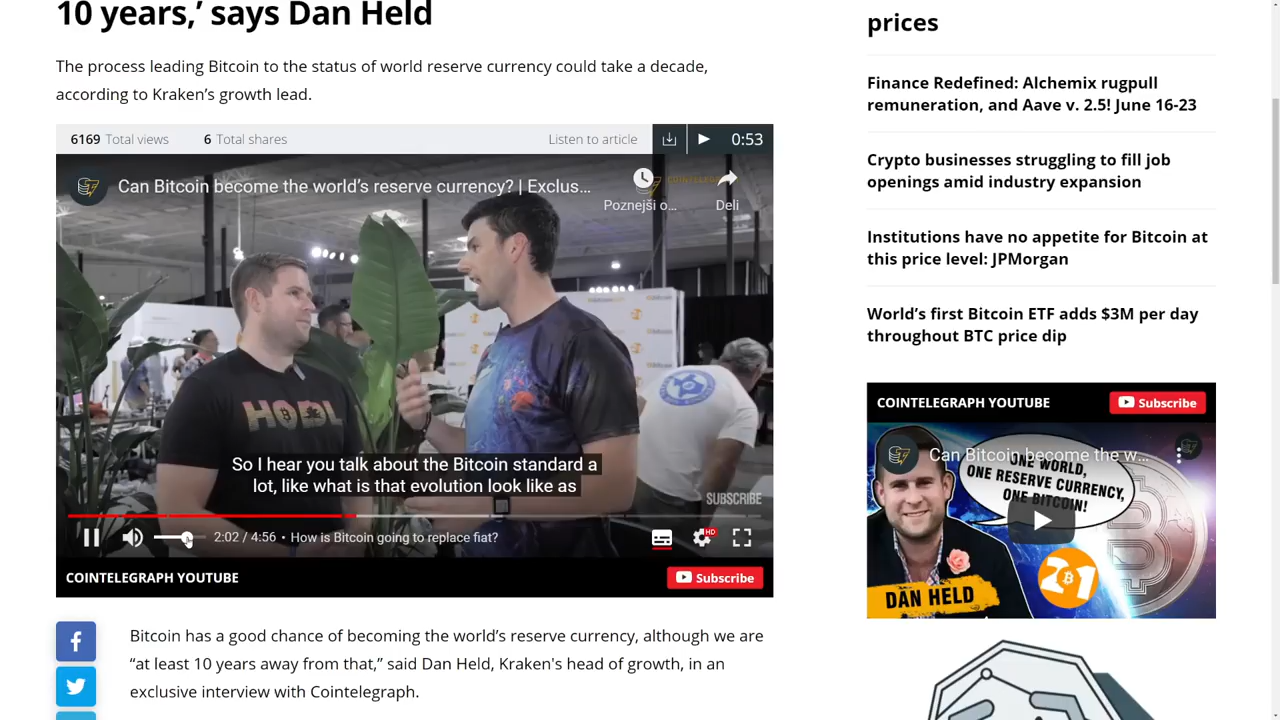 10 years,’ says Dan Held
The process leading Bitcoin to the status of world reserve currency could take a decade,
according to Kraken’s growth lead.
6169 Total views
6 Total shares
Listen to article
0:53
Can Bitcoin become the world’s reserve currency? | Exclus...
COINTELEGRAPH
Poznejši o...
Deli
HODL
So I hear you talk about the Bitcoin standard a
lot, like what is that evolution look like as
SUBSCRIBE
2:02 / 4:56 • How is Bitcoin going to replace fiat?
HD
COINTELEGRAPH YOUTUBE
Subscribe
Bitcoin has a good chance of becoming the world’s reserve currency, although we are
“at least 10 years away from that,” said Dan Held, Kraken's head of growth, in an
exclusive interview with Cointelegraph.
prices
Finance Redefined: Alchemix rugpull
remuneration, and Aave v. 2.5! June 16-23
Crypto businesses struggling to fill job
openings amid industry expansion
Institutions have no appetite for Bitcoin at
this price level: JPMorgan
World’s first Bitcoin ETF adds $3M per day
throughout BTC price dip
COINTELEGRAPH YOUTUBE
Subscribe
Can Bitcoin become the w...
ONE WORLD,
ONE RESERVE CURRENCY,
ONE BITCOIN!
DAN HELD
21